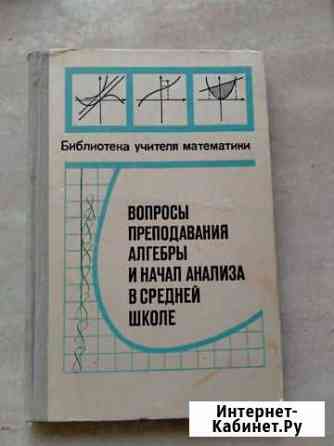 Библиотека учителя математики
ВОПРОСЫ
ПРЕПОДАВАНИЯ
АЛГЕБРЫ
И НАЧАЛ АНАЛИЗА
В СРЕДНЕЙ
ШКОЛЕ
Интернет-
Кабинет.Ру